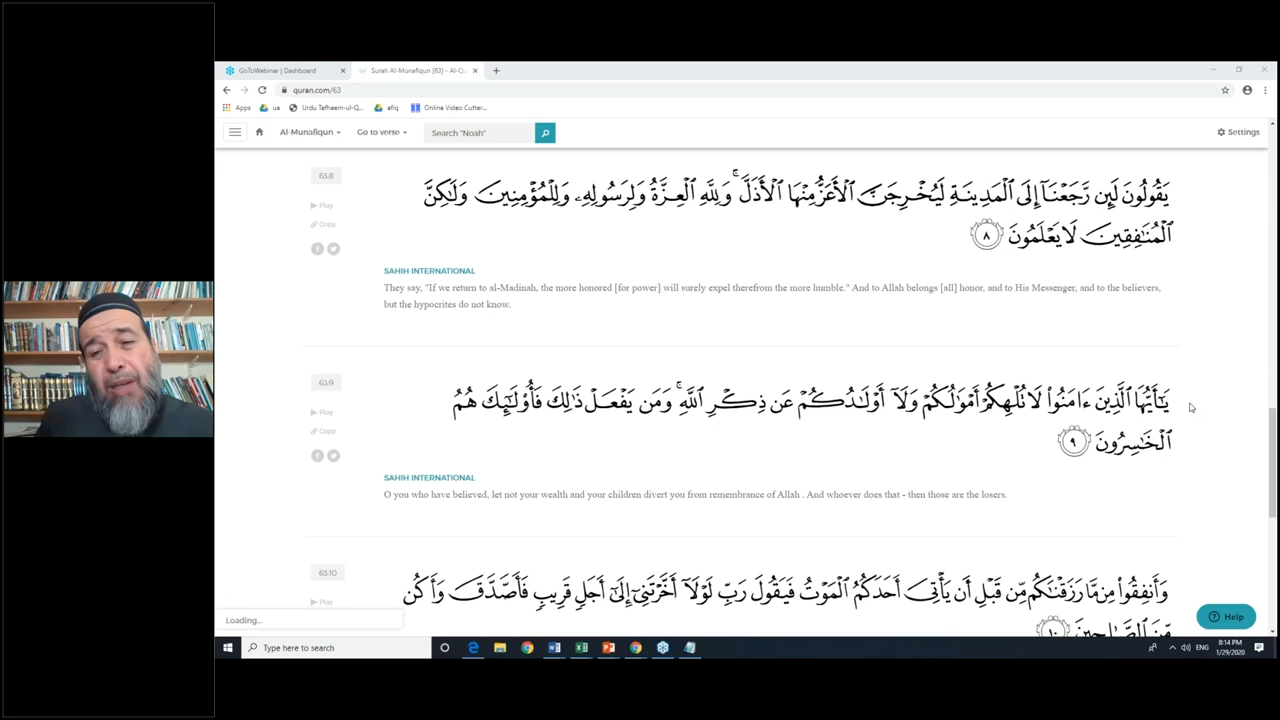 GoToWebinar | Dashboard
Surah Al-Munafiqun [63] - Al-Q
quran.com/63
Apps
ua
Urdu Tafheem-ul-Q...
afiq
Online Video Cutter...
Al-Munafiqun
Go to verse
Search "Noah"
Settings
63:8
Play
Copy
يَقُولُونَ لَئِن رَّجَعْنَآ إِلَى ٱلْمَدِينَةِ لَيُخْرِجَنَّ ٱلْأَعَزُّ مِنْهَا ٱلْأَذَلَّ ۚ وَلِلَّهِ ٱلْعِزَّةُ وَلِرَسُولِهِۦ وَلِلْمُؤْمِنِينَ وَلَٰكِنَّ
ٱلْمُنَٰفِقِينَ لَا يَعْلَمُونَ ٨
SAHIH INTERNATIONAL
They say, "If we return to al-Madinah, the more honored [for power] will surely expel therefrom the more humble." And to Allah belongs [all] honor, and to His Messenger, and to the believers,
but the hypocrites do not know.
63:9
Play
Copy
يَٰٓأَيُّهَا ٱلَّذِينَ ءَامَنُوا۟ لَا تُلْهِكُمْ أَمْوَٰلُكُمْ وَلَآ أَوْلَٰدُكُمْ عَن ذِكْرِ ٱللَّهِ ۚ وَمَن يَفْعَلْ ذَٰلِكَ فَأُو۟لَٰٓئِكَ هُمُ
ٱلْخَٰسِرُونَ ٩
SAHIH INTERNATIONAL
O you who have believed, let not your wealth and your children divert you from remembrance of Allah . And whoever does that - then those are the losers.
63:10
Play
وَأَنفِقُوا۟ مِن مَّا رَزَقْنَٰكُم مِّن قَبْلِ أَن يَأْتِىَ أَحَدَكُمُ ٱلْمَوْتُ فَيَقُولَ رَبِّ لَوْلَآ أَخَّرْتَنِىٓ إِلَىٰٓ أَجَلٍ قَرِيبٍ فَأَصَّدَّقَ وَأَكُن
مِّنَ ٱلصَّٰلِحِينَ ١٠
Loading...
Help
Type here to search
ENG
8:14 PM
1/29/2020